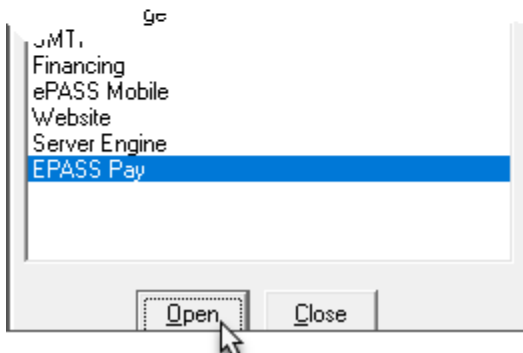 Financing
ePASS Mobile
Website
Server Engine
EPASS Pay
Open Close